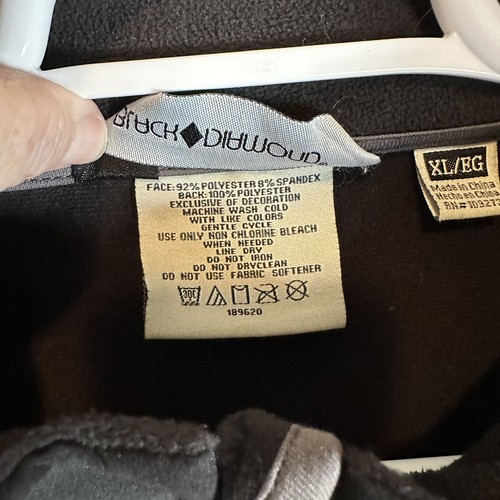 BLACK DIAMOND
FACE: 92% POLYESTER 8% SPANDEX
BACK: 100% POLYESTER
EXCLUSIVE OF DECORATION
MACHINE WASH COLD
WITH LIKE COLORS
GENTLE CYCLE
USE ONLY NON CHLORINE BLEACH
WHEN NEEDED
LINE DRY
DO NOT IRON
DO NOT DRYCLEAN
DO NOT USE FABRIC SOFTENER
30C
189620
XL/EG
Made in China
Hecho en China
RN# 109273